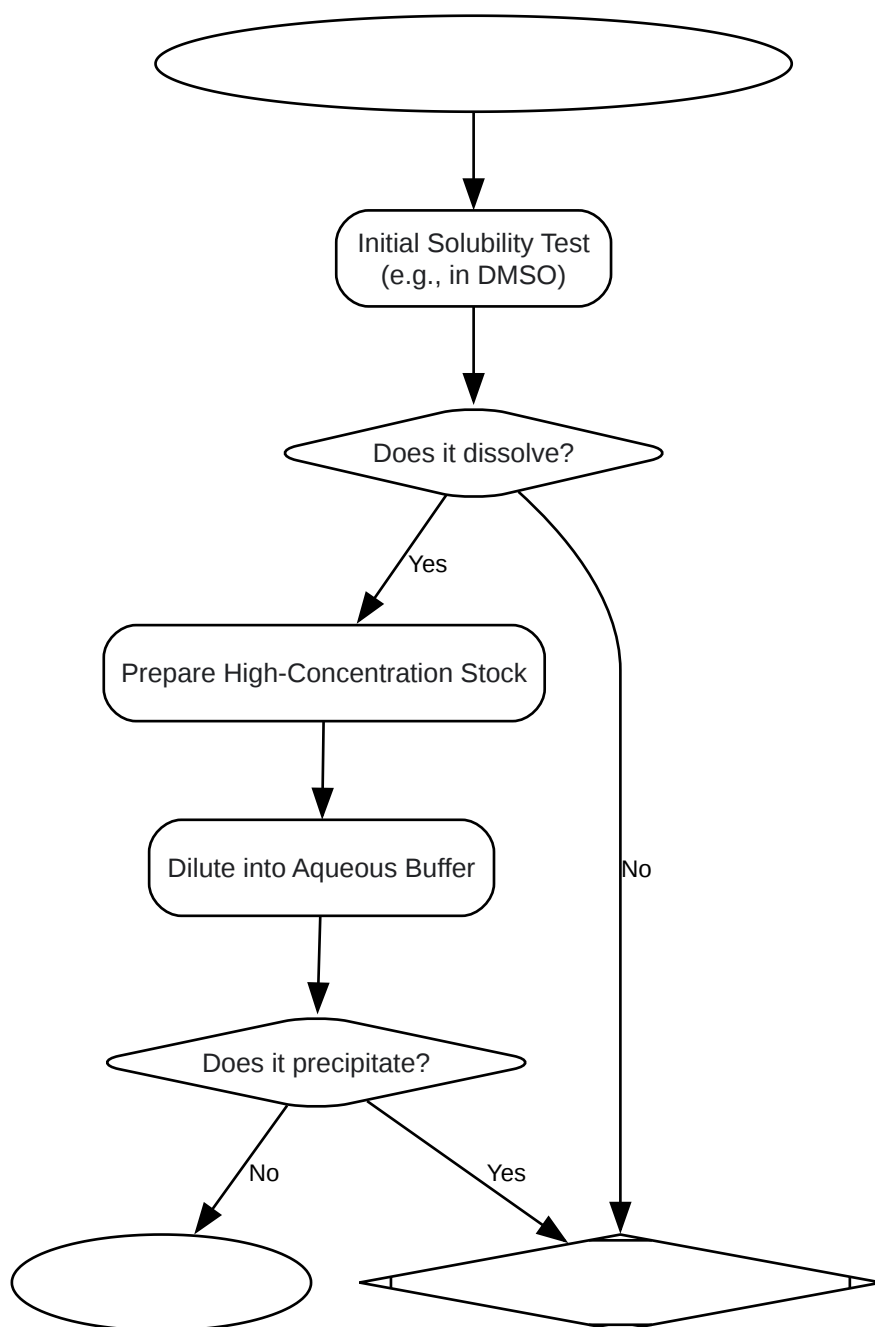 Initial Solubility Test
(e.g., in DMSO)
Does it dissolve?
Yes
Prepare High-Concentration Stock
Dilute into Aqueous Buffer
No
Does it precipitate?
No
Yes